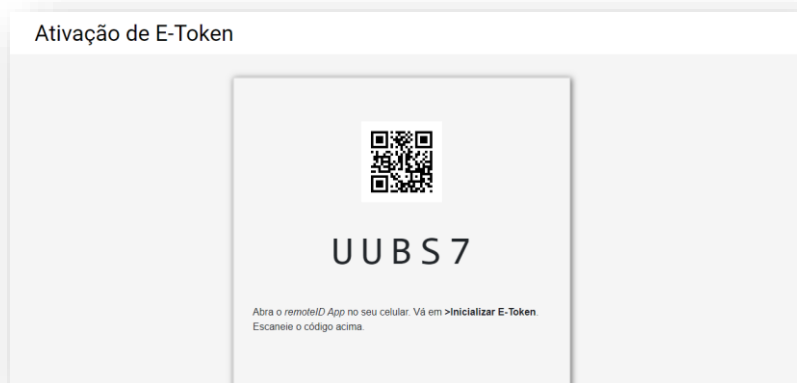 Ativação de E-Token
UUBS7
Abra o remoteID App no seu celular. Vá em >Inicializar E-Token.
Escaneie o código acima.